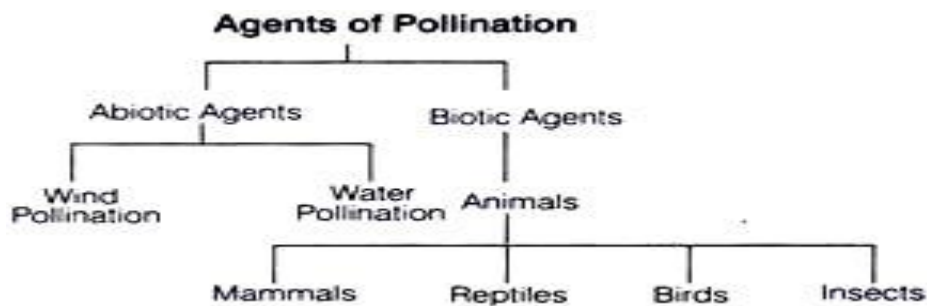 Agents of Pollination
Abiotic Agents
Biotic Agents
Wind
Pollination
Water
Pollination
Animals
Mammals
Reptiles
Birds
Insects